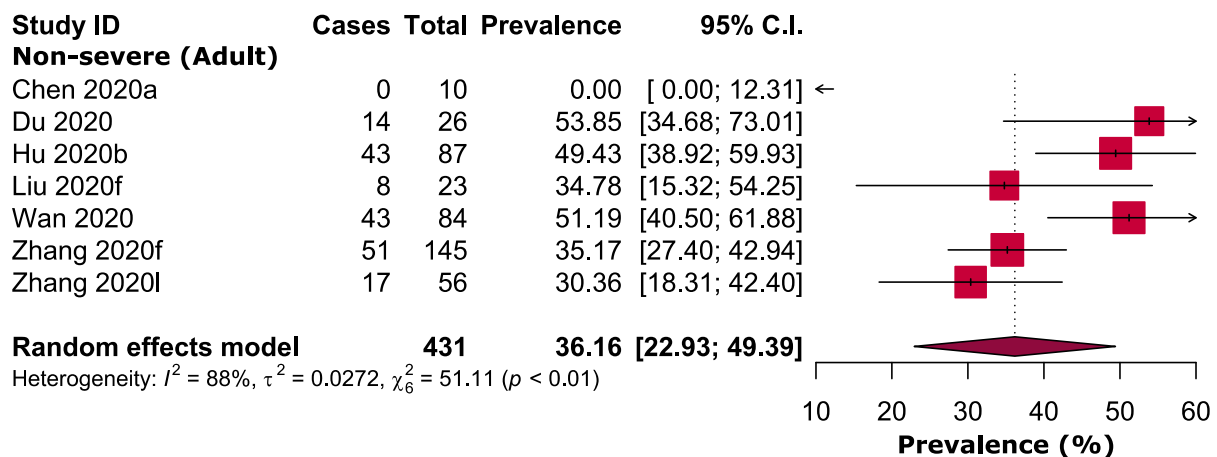 Study ID Cases Total Prevalence 95% C.I.
Non-severe (Adult)
Chen 2020a 0 10 0.00 [ 0.00; 12.31]
Du 2020 14 26 53.85 [34.68; 73.01]
Hu 2020b 43 87 49.43 [38.92; 59.93]
Liu 2020f 8 23 34.78 [15.32; 54.25]
Wan 2020 43 84 51.19 [40.50; 61.88]
Zhang 2020f 51 145 35.17 [27.40; 42.94]
Zhang 2020l 17 56 30.36 [18.31; 42.40]
Random effects model 431 36.16 [22.93; 49.39]
Heterogeneity: I² = 88%, τ² = 0.0272, χ²₆ = 51.11 (p < 0.01)
10 20 30 40 50 60
Prevalence (%)